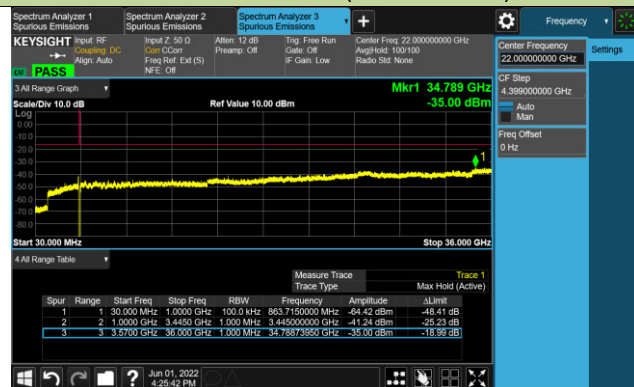 Spectrum Analyzer 1
Spurious Emissions
Spectrum Analyzer 2
Spurious Emissions
Spectrum Analyzer 3
Spurious Emissions
Frequency
KEYSIGHT
Input: RF
Coupling: DC
Align: Auto
Input Z: 50 Ω
Corr CCorr
Freq Ref: Ext (S)
NFE: Off
Atten: 12 dB
Preamp: Off
Trig: Free Run
Gate: Off
IF Gain: Low
Center Freq: 22.000000000 GHz
Avg|Hold: 100/100
Radio Std: None
PASS
Center Frequency
22.000000000 GHz
Settings
CF Step
4.399000000 GHz
Auto
Man
Freq Offset
0 Hz
3 All Range Graph
Mkr1 34.789 GHz
Scale/Div 10.0 dB
Ref Value 10.00 dBm
-35.00 dBm
Log
0.00
-10.0
-20.0
-30.0
-40.0
-50.0
-60.0
-70.0
-80.0
1
Start 30.000 MHz
Stop 36.000 GHz
4 All Range Table
Measure Trace Trace 1
Trace Type Max Hold (Active)
Spur Range Start Freq Stop Freq RBW Frequency Amplitude ΔLimit
1 1 30.000 MHz 1.0000 GHz 100.0 kHz 863.7150000 MHz -64.42 dBm -48.41 dB
2 2 1.0000 GHz 3.4450 GHz 1.000 MHz 3.445000000 GHz -41.24 dBm -25.23 dB
3 3 3.5700 GHz 36.000 GHz 1.000 MHz 34.78873950 GHz -35.00 dBm -18.99 dB
Jun 01, 2022
4:25:42 PM